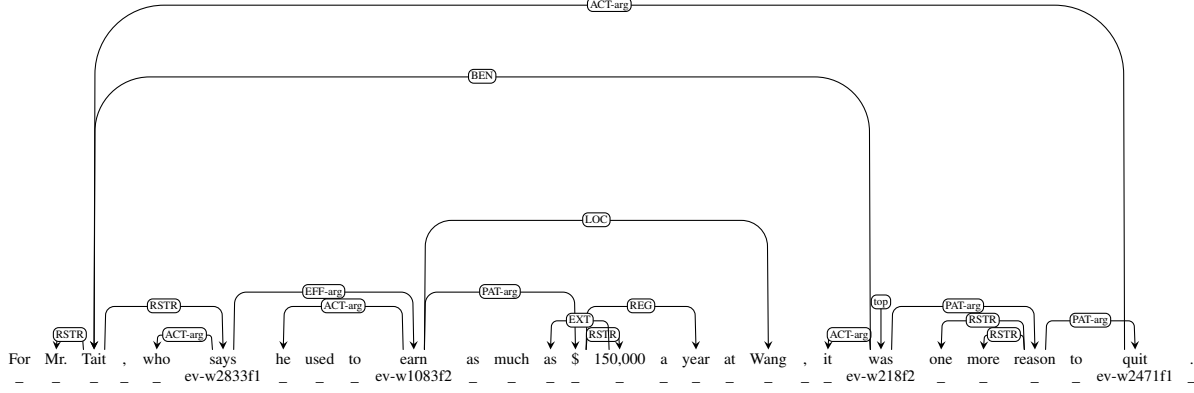 ACT-arg
BEN
LOC
EFF-arg PAT-arg
RSTR ACT-arg REG top PAT-arg
EXT RSTR PAT-arg
RSTR ACT-arg RSTR ACT-arg RSTR
For Mr. Tait , who says he used to earn as much as $ 150,000 a year at Wang , it was one more reason to quit .
_ _ _ _ _ ev-w2833f1 _ _ _ ev-w1083f2 _ _ _ _ _ _ _ _ _ _ _ ev-w218f2 _ _ _ _ ev-w2471f1 _